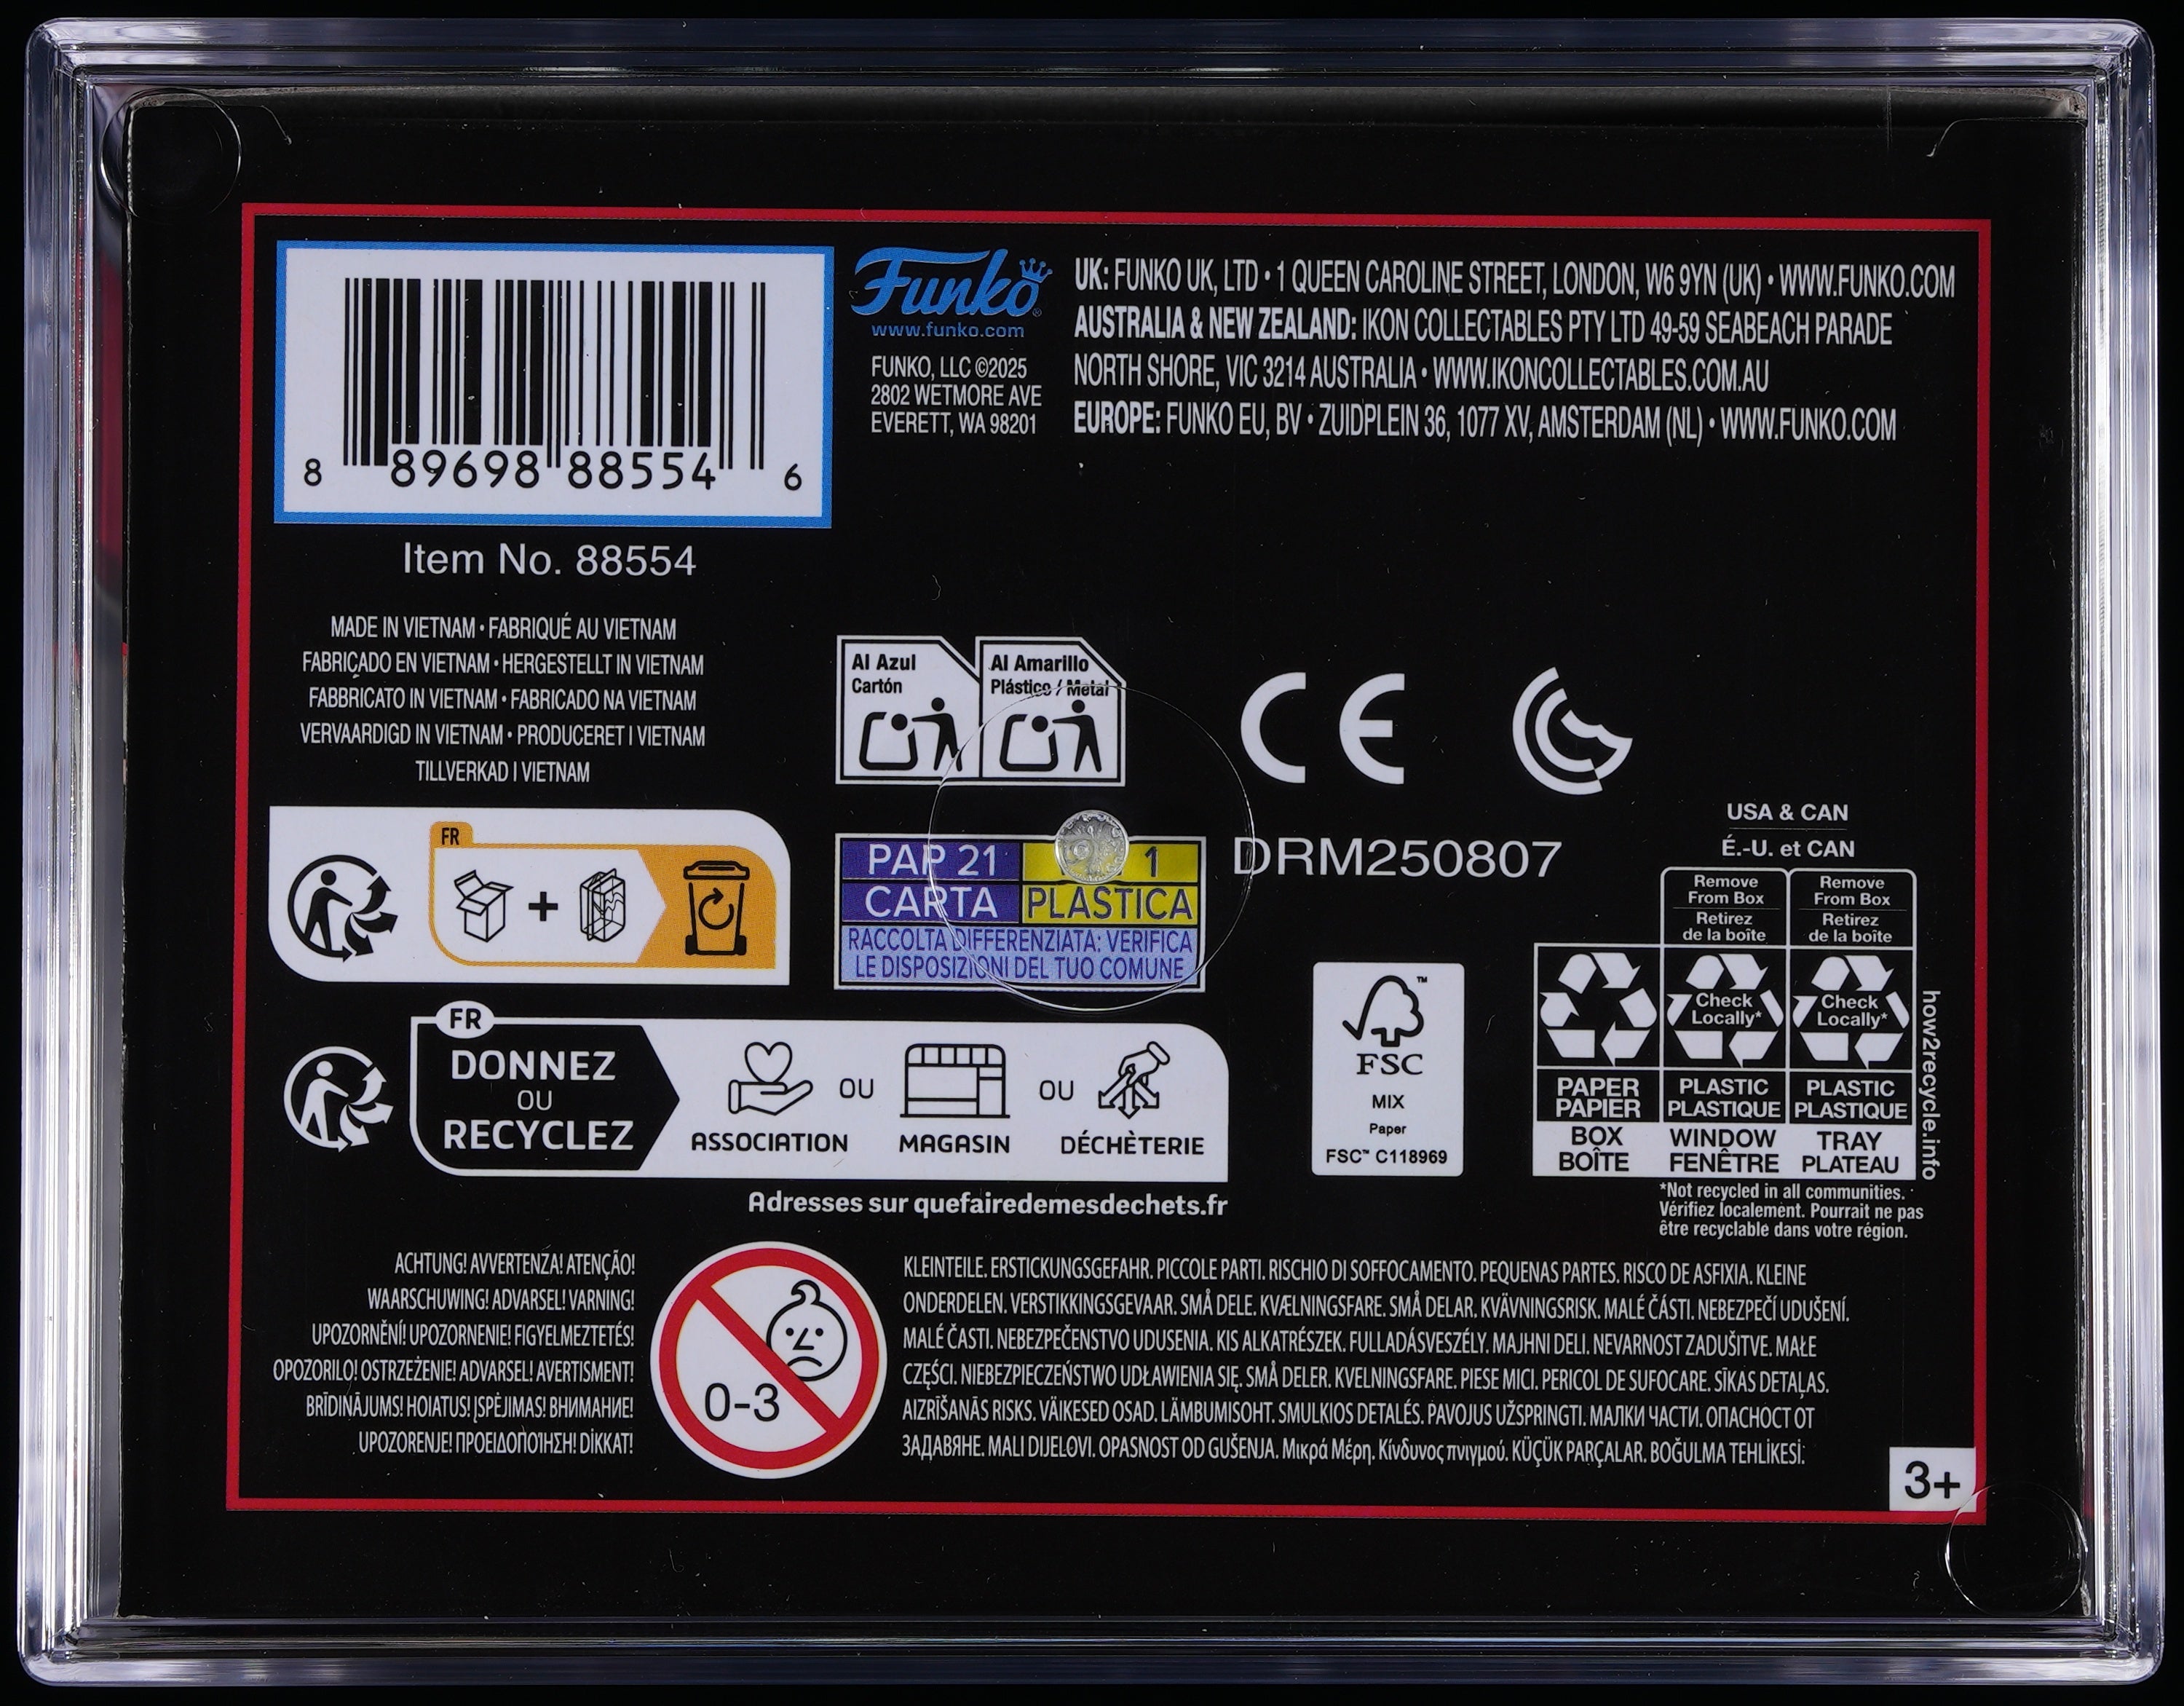 8 89698 88554 6
Item No. 88554
Funko
www.funko.com
FUNKO, LLC ©2025
2802 WETMORE AVE
EVERETT, WA 98201
UK: FUNKO UK, LTD • 1 QUEEN CAROLINE STREET, LONDON, W6 9YN (UK) • WWW.FUNKO.COM
AUSTRALIA & NEW ZEALAND: IKON COLLECTABLES PTY LTD 49-59 SEABEACH PARADE
NORTH SHORE, VIC 3214 AUSTRALIA • WWW.IKONCOLLECTABLES.COM.AU
EUROPE: FUNKO EU, BV • ZUIDPLEIN 36, 1077 XV, AMSTERDAM (NL) • WWW.FUNKO.COM
MADE IN VIETNAM • FABRIQUÉ AU VIETNAM
FABRICADO EN VIETNAM • HERGESTELLT IN VIETNAM
FABBRICATO IN VIETNAM • FABRICADO NA VIETNAM
VERVAARDIGD IN VIETNAM • PRODUCERET I VIETNAM
TILLVERKAD I VIETNAM
Al Azul
Cartón
Al Amarillo
Plástico / Metal
CE
FR
PAP 21
1
CARTA
PLASTICA
RACCOLTA DIFFERENZIATA: VERIFICA
LE DISPOSIZIONI DEL TUO COMUNE
DRM250807
USA & CAN
É.-U. et CAN
Remove
From Box
Retirez
de la boîte
Remove
From Box
Retirez
de la boîte
Check
Locally*
Check
Locally*
PAPER
PAPIER
PLASTIC
PLASTIQUE
PLASTIC
PLASTIQUE
BOX
BOÎTE
WINDOW
FENÊTRE
TRAY
PLATEAU
how2recycle.info
*Not recycled in all communities.
Vérifiez localement. Pourrait ne pas
être recyclable dans votre région.
FSC
MIX
Paper
FSC™ C118969
FR
DONNEZ
OU
RECYCLEZ
ASSOCIATION
OU
MAGASIN
OU
DÉCHÈTERIE
Adresses sur quefairedemesdechets.fr
ACHTUNG! AVVERTENZA! ATENÇÃO!
WAARSCHUWING! ADVARSEL! VARNING!
UPOZORNĚNÍ! UPOZORNENIE! FIGYELMEZTETÉS!
OPOZORILO! OSTRZEŻENIE! ADVARSEL! AVERTISMENT!
BRĪDINĀJUMS! HOIATUS! ĮSPĖJIMAS! ВНИМАНИЕ!
UPOZORENJE! ΠΡΟΕΙΔΟΠΟΊΗΣΗ! DİKKAT!
0-3
KLEINTEILE. ERSTICKUNGSGEFAHR. PICCOLE PARTI. RISCHIO DI SOFFOCAMENTO. PEQUENAS PARTES. RISCO DE ASFIXIA. KLEINE
ONDERDELEN. VERSTIKKINGSGEVAAR. SMÅ DELE. KVÆLNINGSFARE. SMÅ DELAR. KVÄVNINGSRISK. MALÉ ČÁSTI. NEBEZPEČÍ UDUŠENÍ.
MALÉ ČASTI. NEBEZPEČENSTVO UDUSENIA. KIS ALKATRÉSZEK. FULLADÁSVESZÉLY. MAJHNI DELI. NEVARNOST ZADUŠITVE. MAŁE
CZĘŚCI. NIEBEZPIECZEŃSTWO UDŁAWIENIA SIĘ. SMÅ DELER. KVELNINGSFARE. PIESE MICI. PERICOL DE SUFOCARE. SĪKAS DETAĻAS.
AIZRĪŠANĀS RISKS. VÄIKESED OSAD. LÄMBUMISOHT. SMULKIOS DETALĖS. PAVOJUS UŽSPRINGTI. МАЛКИ ЧАСТИ. ОПАСНОСТ ОТ
ЗАДАВЯНЕ. MALI DIJELOVI. OPASNOST OD GUŠENJA. Μικρά Μέρη. Κίνδυνος πνιγμού. KÜÇÜK PARÇALAR. BOĞULMA TEHLİKESİ.
3+